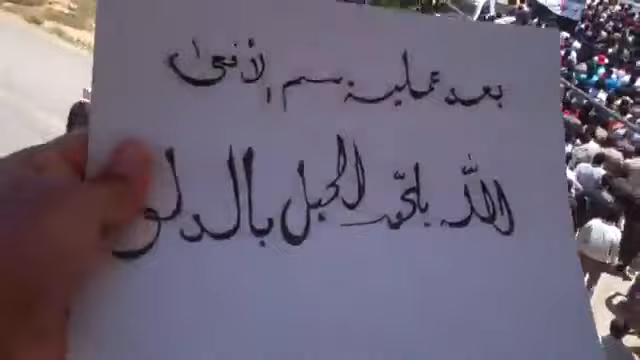 بعد عملية سم الأفعى
الله يلحق الحبل بالدلو